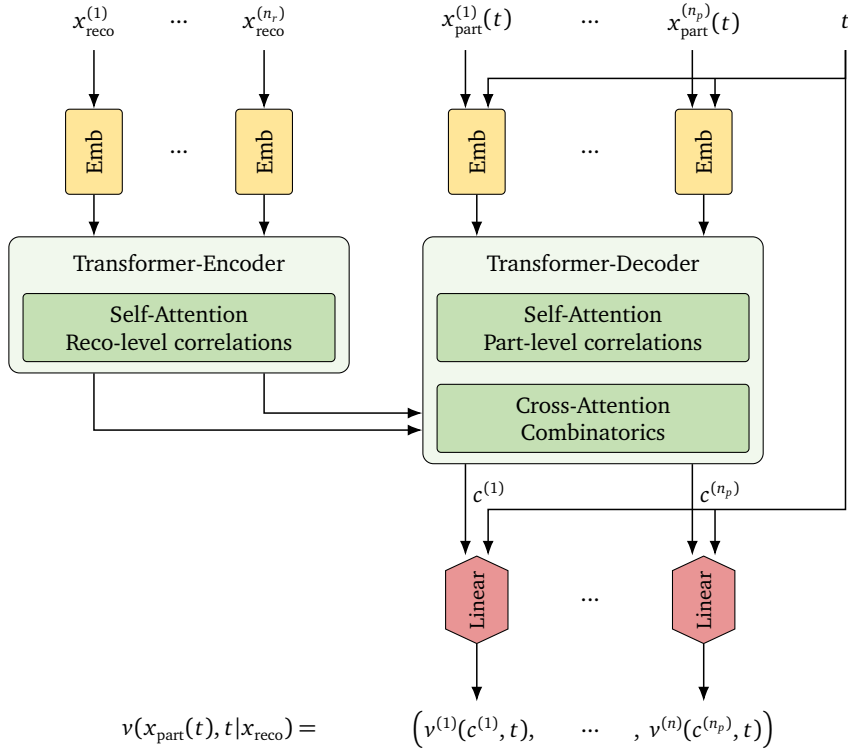 x_reco^(1) ... x_reco^(n_r) x_part^(1)(t) ... x_part^(n_p)(t) t
Emb ... Emb Emb ... Emb
Transformer-Encoder
Self-Attention
Reco-level correlations
Transformer-Decoder
Self-Attention
Part-level correlations
Cross-Attention
Combinatorics
c^(1) c^(n_p)
Linear ... Linear
v(x_part(t), t|x_reco) = (v^(1)(c^(1), t), ... , v^(n)(c^(n_p), t))